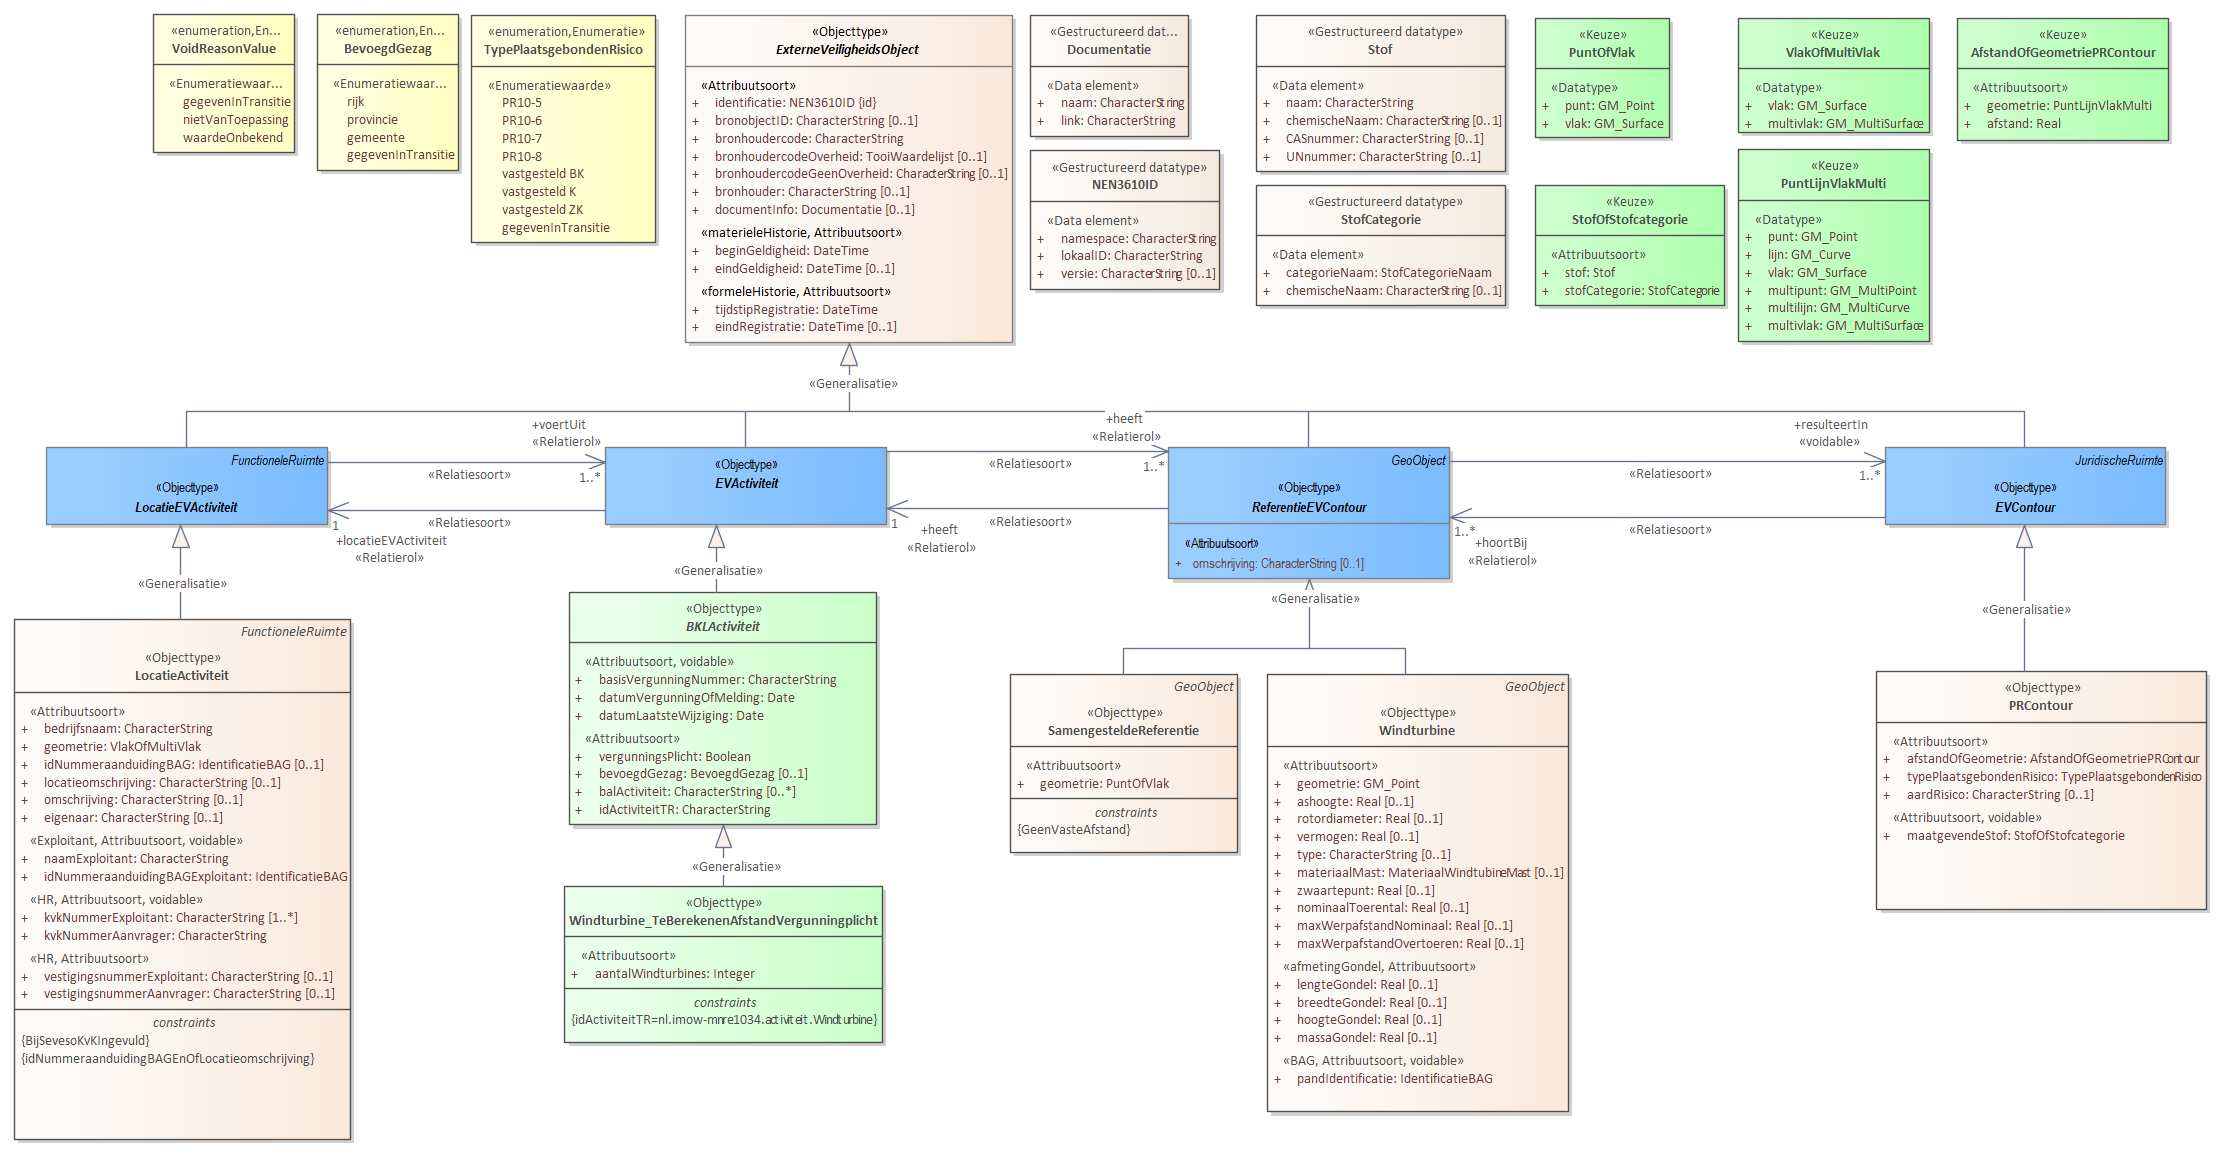 «enumeration,En...
VoidReasonValue
«Enumeratiewaar...
gegevenInTransitie
nietVanToepassing
waardeOnbekend
«enumeration,En...
BevoegdGezag
«Enumeratiewaar...
rijk
provincie
gemeente
gegevenInTransitie
«enumeration,Enumeratie»
TypePlaatsgebondenRisico
«Enumeratiewaarde»
PR10-5
PR10-6
PR10-7
PR10-8
vastgesteld BK
vastgesteld K
vastgesteld ZK
gegevenInTransitie
«Objecttype»
ExterneVeiligheidsObject
«Attribuutsoort»
+ identificatie: NEN3610ID {id}
+ bronobjectID: CharacterString [0..1]
+ bronhoudercode: CharacterString
+ bronhoudercodeOverheid: TooiWaardelijst [0..1]
+ bronhoudercodeGeenOverheid: CharacterString [0..1]
+ bronhouder: CharacterString [0..1]
+ documentInfo: Documentatie [0..1]
«materieleHistorie, Attribuutsoort»
+ beginGeldigheid: DateTime
+ eindGeldigheid: DateTime [0..1]
«formeleHistorie, Attribuutsoort»
+ tijdstipRegistratie: DateTime
+ eindRegistratie: DateTime [0..1]
«Gestructureerd dat...
Documentatie
«Data element»
+ naam: CharacterString
+ link: CharacterString
«Gestructureerd datatype»
NEN3610ID
«Data element»
+ namespace: CharacterString
+ lokaalID: CharacterString
+ versie: CharacterString [0..1]
«Gestructureerd datatype»
Stof
«Data element»
+ naam: CharacterString
+ chemischeNaam: CharacterString [0..1]
+ CASnummer: CharacterString [0..1]
+ UNnummer: CharacterString [0..1]
«Gestructureerd datatype»
StofCategorie
«Data element»
+ categorieNaam: StofCategorieNaam
+ chemischeNaam: CharacterString [0..1]
«Keuze»
PuntOfVlak
«Datatype»
+ punt: GM_Point
+ vlak: GM_Surface
«Keuze»
StofOfStofcategorie
«Attribuutsoort»
+ stof: Stof
+ stofCategorie: StofCategorie
«Keuze»
VlakOfMultiVlak
«Datatype»
+ vlak: GM_Surface
+ multivlak: GM_MultiSurface
«Keuze»
PuntLijnVlakMulti
«Datatype»
+ punt: GM_Point
+ lijn: GM_Curve
+ vlak: GM_Surface
+ multipunt: GM_MultiPoint
+ multilijn: GM_MultiCurve
+ multivlak: GM_MultiSurface
«Keuze»
AfstandOfGeometriePRContour
«Attribuutsoort»
+ geometrie: PuntLijnVlakMulti
+ afstand: Real
«Generalisatie»
FunctioneleRuimte
«Objecttype»
LocatieEVActiviteit
+voertUit
«Relatierol»
«Relatiesoort»
1..*
«Relatiesoort»
1
+locatieEVActiviteit
«Relatierol»
«Objecttype»
EVActiviteit
+heeft
«Relatierol»
«Relatiesoort»
1..*
«Relatiesoort»
1
+heeft
«Relatierol»
GeoObject
«Objecttype»
ReferentieEVContour
«Attribuutsoort»
+ omschrijving: CharacterString [0..1]
+resulteertIn
«voidable»
«Relatiesoort»
1..*
«Relatiesoort»
1..*
+hoortBij
«Relatierol»
JuridischeRuimte
«Objecttype»
EVContour
«Generalisatie»
«Generalisatie»
«Generalisatie»
«Generalisatie»
FunctioneleRuimte
«Objecttype»
LocatieActiviteit
«Attribuutsoort»
+ bedrijfsnaam: CharacterString
+ geometrie: VlakOfMultiVlak
+ idNummeraanduidingBAG: IdentificatieBAG [0..1]
+ locatieomschrijving: CharacterString [0..1]
+ omschrijving: CharacterString [0..1]
+ eigenaar: CharacterString [0..1]
«Exploitant, Attribuutsoort, voidable»
+ naamExploitant: CharacterString
+ idNummeraanduidingBAGExploitant: IdentificatieBAG
«HR, Attribuutsoort, voidable»
+ kvkNummerExploitant: CharacterString [1..*]
+ kvkNummerAanvrager: CharacterString
«HR, Attribuutsoort»
+ vestigingsnummerExploitant: CharacterString [0..1]
+ vestigingsnummerAanvrager: CharacterString [0..1]
constraints
{BijSevesoKvKIngevuld}
{idNummeraanduidingBAGEnOfLocatieomschrijving}
«Objecttype»
BKLActiviteit
«Attribuutsoort, voidable»
+ basisVergunningNummer: CharacterString
+ datumVergunningOfMelding: Date
+ datumLaatsteWijziging: Date
«Attribuutsoort»
+ vergunningsPlicht: Boolean
+ bevoegdGezag: BevoegdGezag [0..1]
+ balActiviteit: CharacterString [0..*]
+ idActiviteitTR: CharacterString
«Generalisatie»
«Objecttype»
Windturbine_TeBerekenenAfstandVergunningplicht
«Attribuutsoort»
+ aantalWindturbines: Integer
constraints
{idActiviteitTR=nl.imow-mnre1034.activiteit.Windturbine}
GeoObject
«Objecttype»
SamengesteldeReferentie
«Attribuutsoort»
+ geometrie: PuntOfVlak
constraints
{GeenVasteAfstand}
GeoObject
«Objecttype»
Windturbine
«Attribuutsoort»
+ geometrie: GM_Point
+ ashoogte: Real [0..1]
+ rotordiameter: Real [0..1]
+ vermogen: Real [0..1]
+ type: CharacterString [0..1]
+ materiaalMast: MateriaalWindtubineMast [0..1]
+ zwaartepunt: Real [0..1]
+ nominaalToerental: Real [0..1]
+ maxWerpafstandNominaal: Real [0..1]
+ maxWerpafstandOvertoeren: Real [0..1]
«afmetingGondel, Attribuutsoort»
+ lengteGondel: Real [0..1]
+ breedteGondel: Real [0..1]
+ hoogteGondel: Real [0..1]
+ massaGondel: Real [0..1]
«BAG, Attribuutsoort, voidable»
+ pandIdentificatie: IdentificatieBAG
«Objecttype»
PRContour
«Attribuutsoort»
+ afstandOfGeometrie: AfstandOfGeometriePRContour
+ typePlaatsgebondenRisico: TypePlaatsgebondenRisico
+ aardRisico: CharacterString [0..1]
«Attribuutsoort, voidable»
+ maatgevendeStof: StofOfStofcategorie